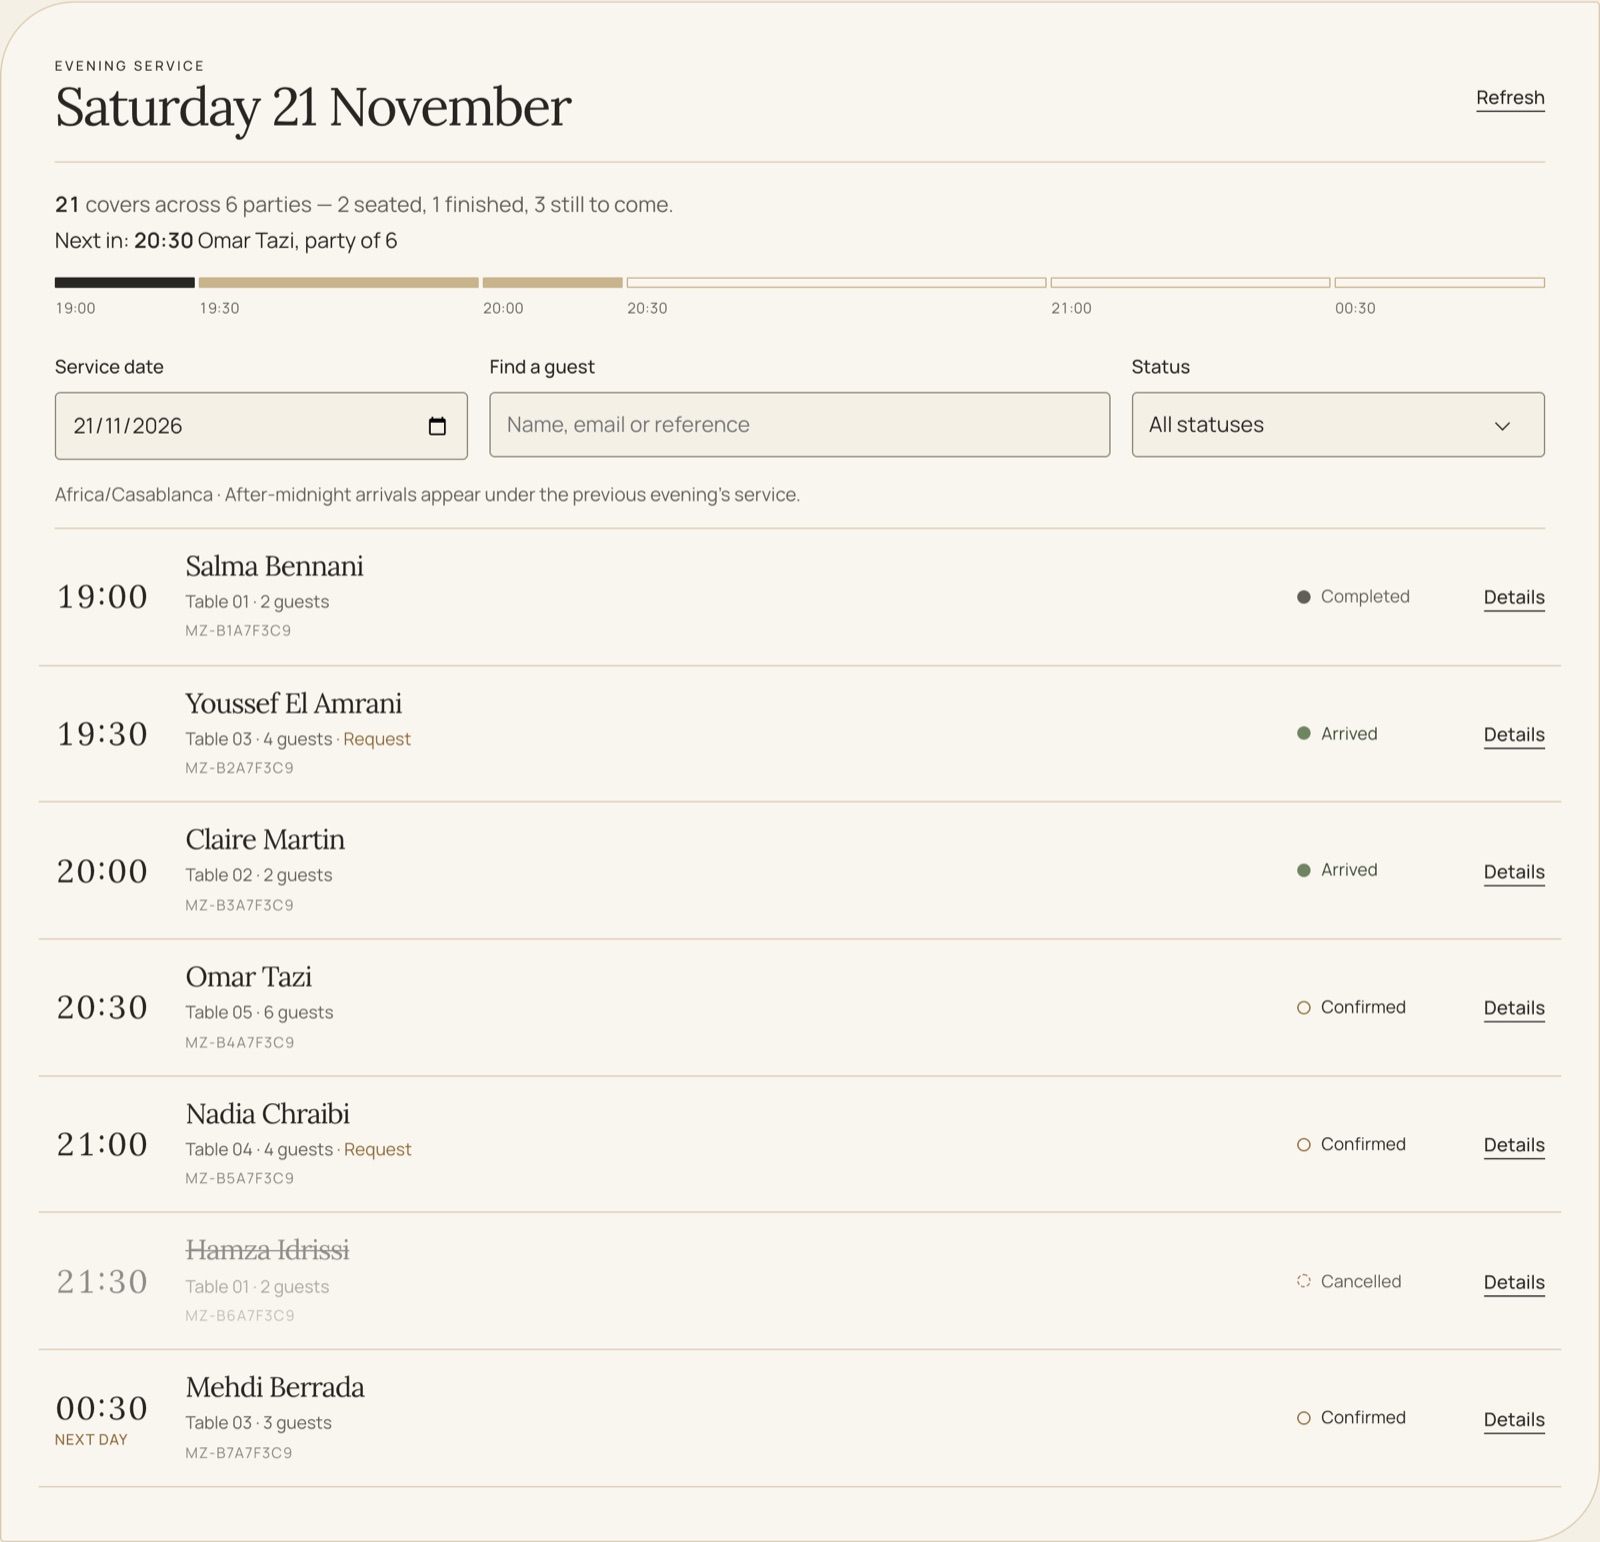 EVENING SERVICE
Saturday 21 November
Refresh
21 covers across 6 parties — 2 seated, 1 finished, 3 still to come.
Next in: 20:30 Omar Tazi, party of 6
19:00 19:30 20:00 20:30 21:00 00:30
Service date
21/11/2026
Find a guest
Name, email or reference
Status
All statuses
Africa/Casablanca · After-midnight arrivals appear under the previous evening's service.
19:00
Salma Bennani
Table 01 · 2 guests
MZ-B1A7F3C9
Completed
Details
19:30
Youssef El Amrani
Table 03 · 4 guests · Request
MZ-B2A7F3C9
Arrived
Details
20:00
Claire Martin
Table 02 · 2 guests
MZ-B3A7F3C9
Arrived
Details
20:30
Omar Tazi
Table 05 · 6 guests
MZ-B4A7F3C9
Confirmed
Details
21:00
Nadia Chraibi
Table 04 · 4 guests · Request
MZ-B5A7F3C9
Confirmed
Details
21:30
Hamza Idrissi
Table 01 · 2 guests
MZ-B6A7F3C9
Cancelled
Details
00:30
NEXT DAY
Mehdi Berrada
Table 03 · 3 guests
MZ-B7A7F3C9
Confirmed
Details